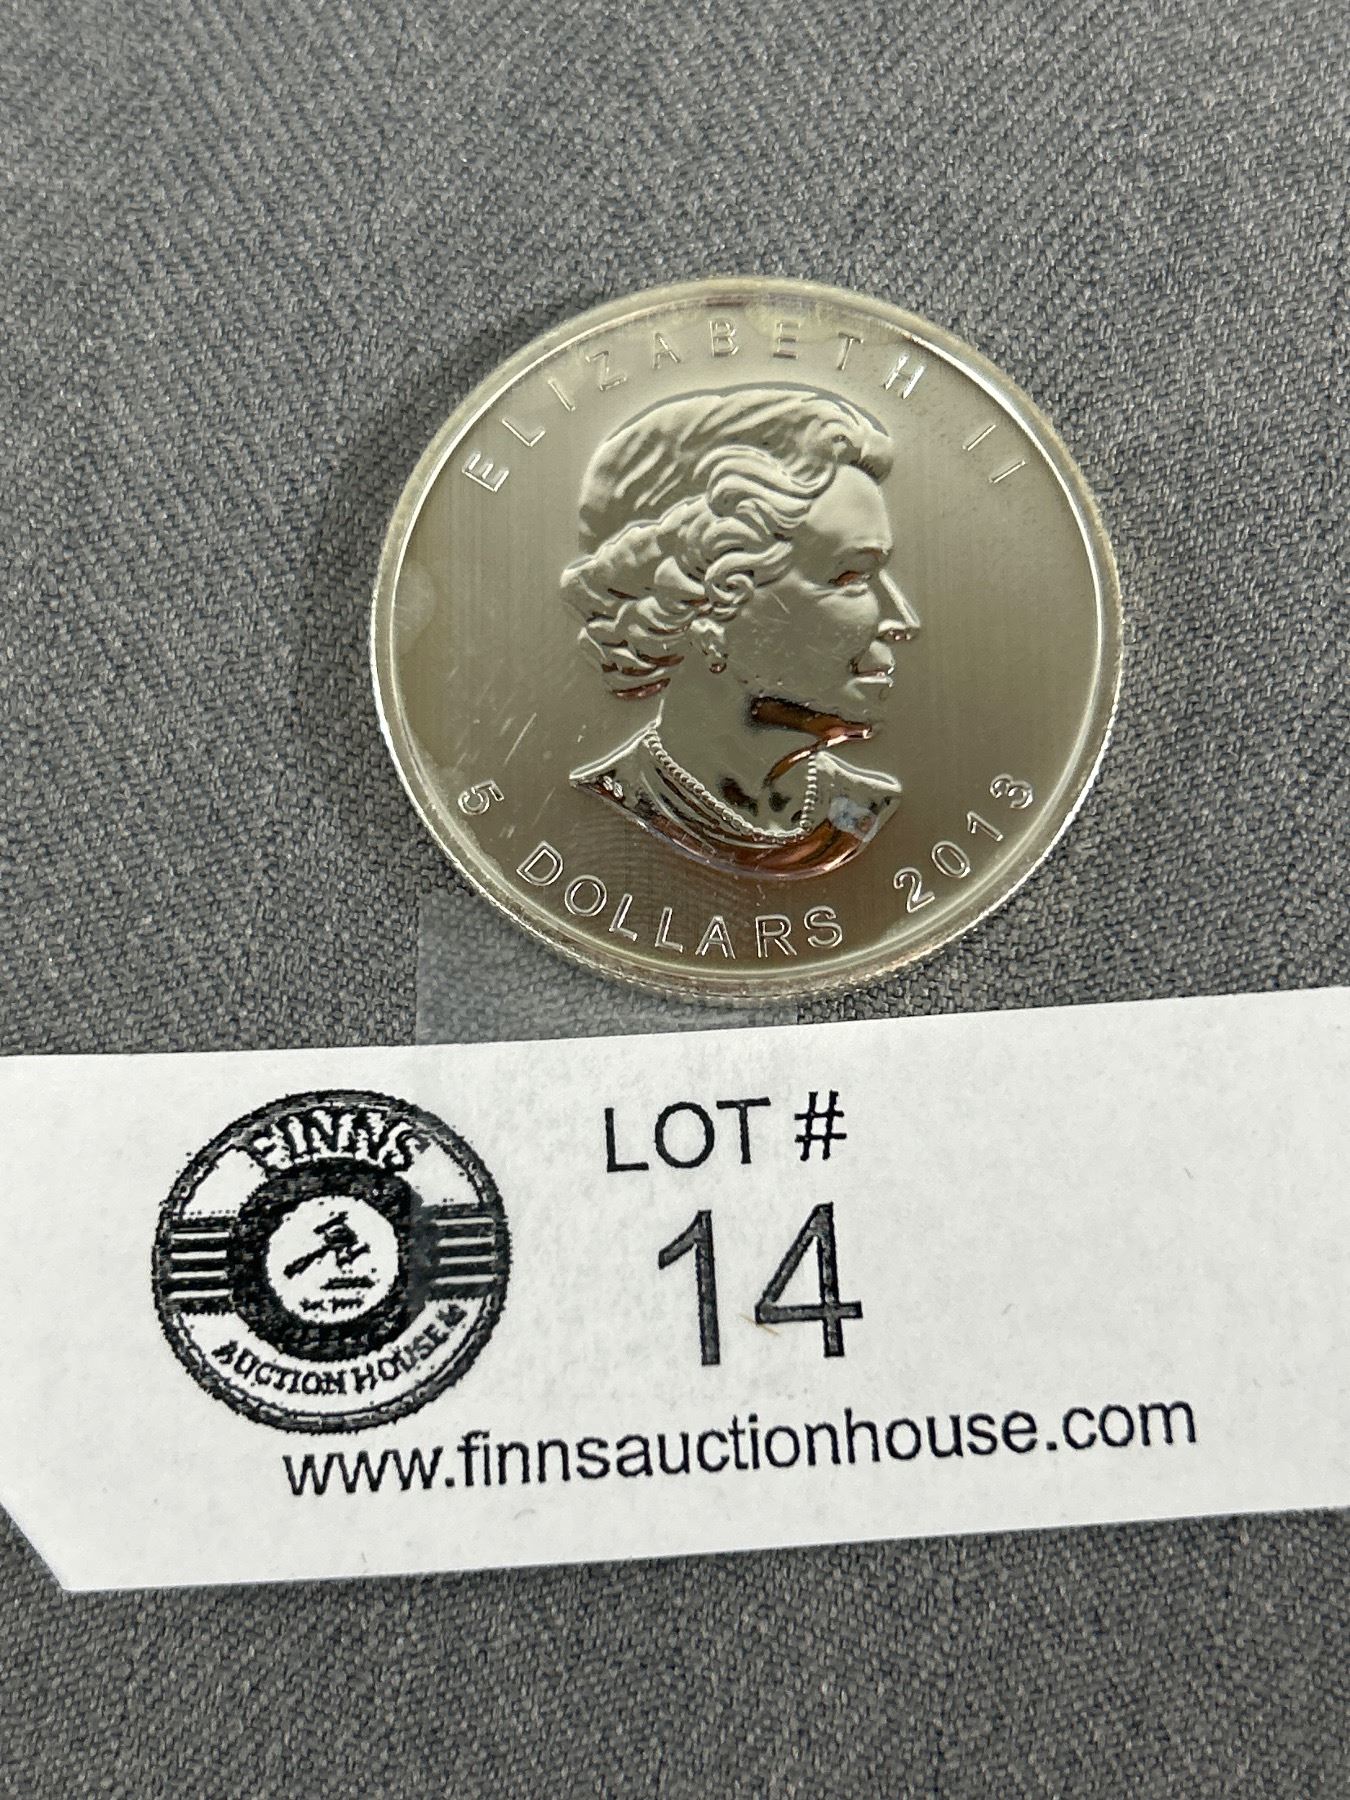 ELIZABETH II
5 DOLLARS 2013
FINNS
AUCTION HOUSE
LOT #
14
www.finnsauctionhouse.com